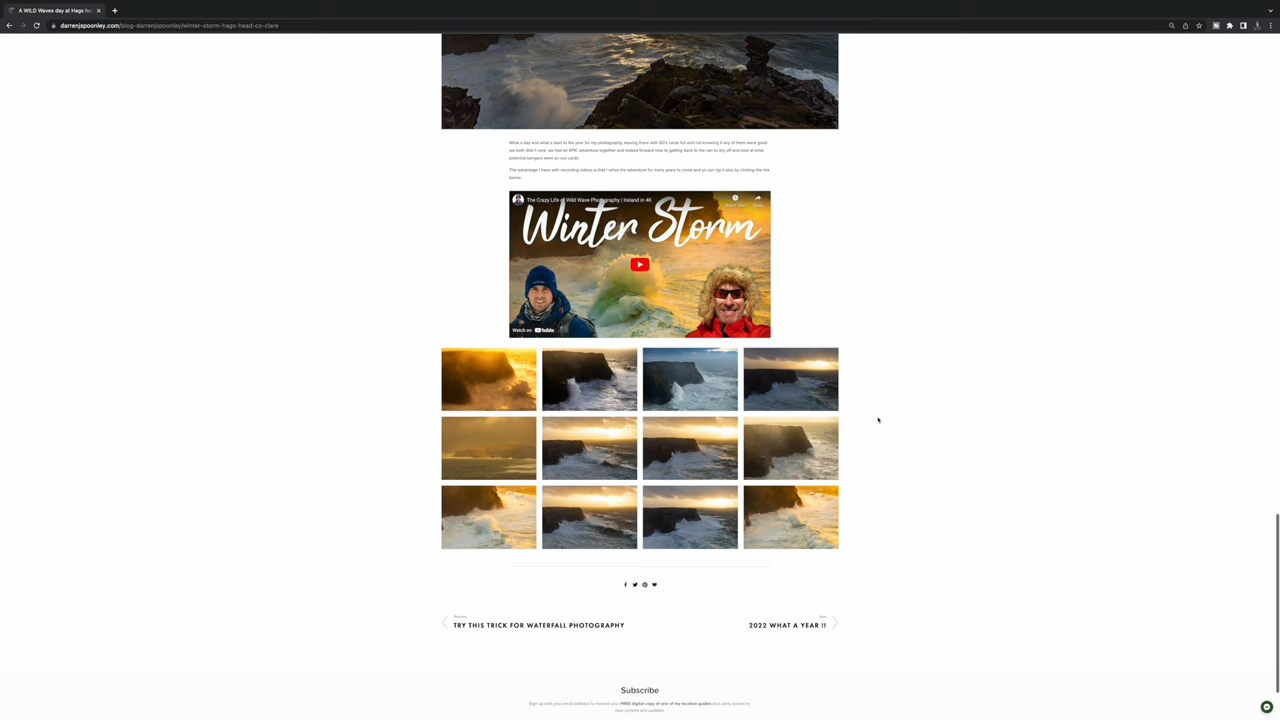 A WILD Waves day at Hags he
darrenjspoonley.com/blog-darrenjspoonley/winter-storm-hags-head-co-clare
What a day and what a start to the year for my photography, leaving there with SD's cards full and not knowing if any of them were good
we both didn't care, we had an EPIC adventure together and looked forward now to getting back to the van to dry off and look at what
potential bangers were on our cards.
The advantage I have with recording videos is that I relive the adventure for many years to come and yo can by it also by clicking the link
below.
The Crazy Life of Wild Wave Photography | Ireland in 4K
Watch later
Share
Winter Storm
Watch on YouTube
Previous
TRY THIS TRICK FOR WATERFALL PHOTOGRAPHY
Next
2022 WHAT A YEAR !!
Subscribe
Sign up with your email address to receive your FREE digital copy of one of my location guides plus early access to
new content and updates.